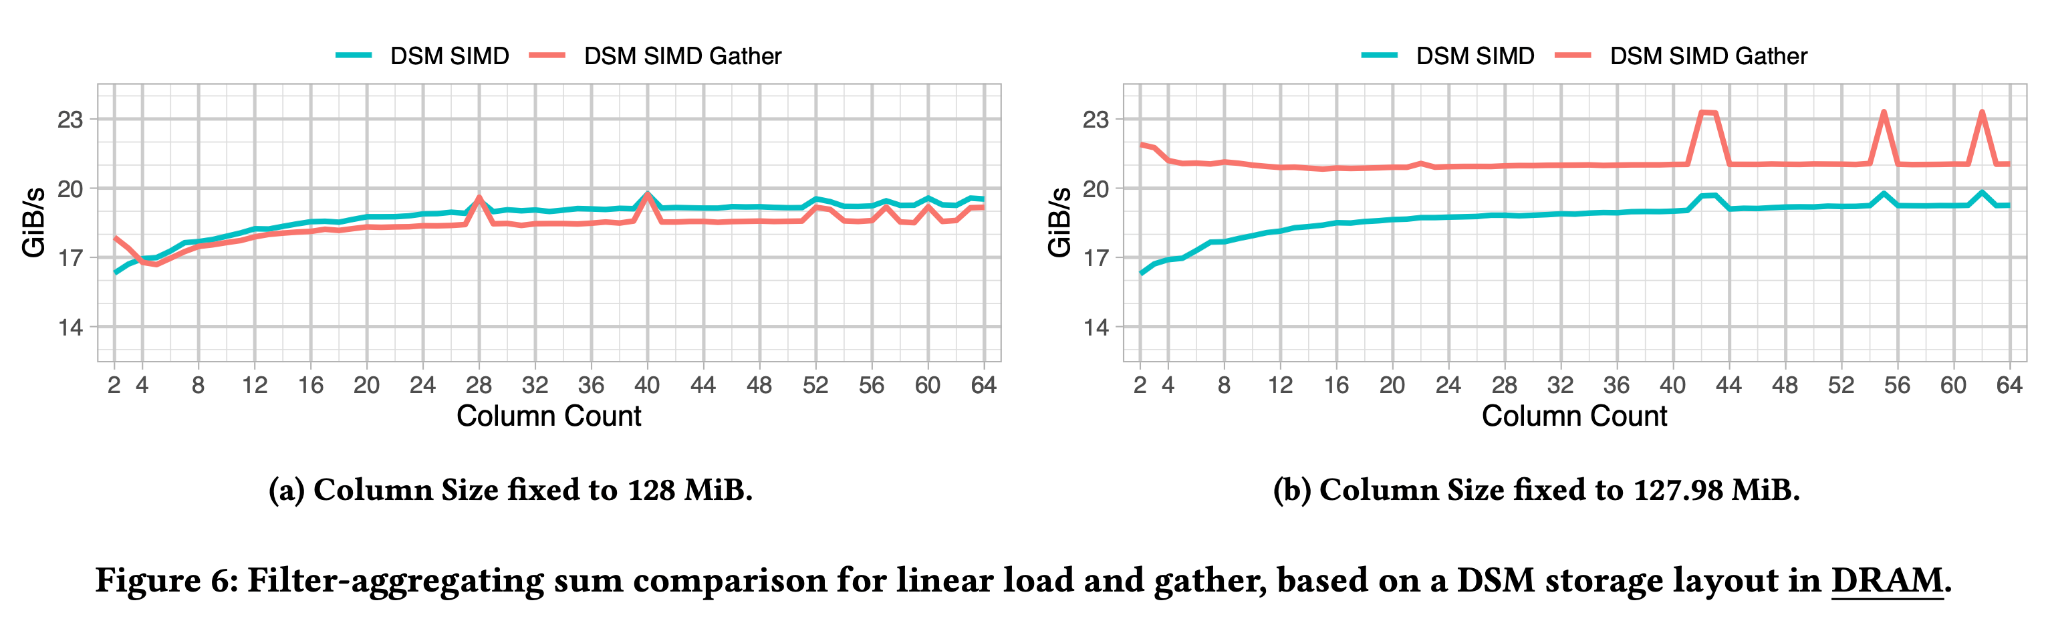 DSM SIMD DSM SIMD Gather
23
20
17
14
GiB/s
2 4 8 12 16 20 24 28 32 36 40 44 48 52 56 60 64
Column Count
(a) Column Size fixed to 128 MiB.
DSM SIMD DSM SIMD Gather
23
20
17
14
GiB/s
2 4 8 12 16 20 24 28 32 36 40 44 48 52 56 60 64
Column Count
(b) Column Size fixed to 127.98 MiB.
Figure 6: Filter-aggregating sum comparison for linear load and gather, based on a DSM storage layout in DRAM.